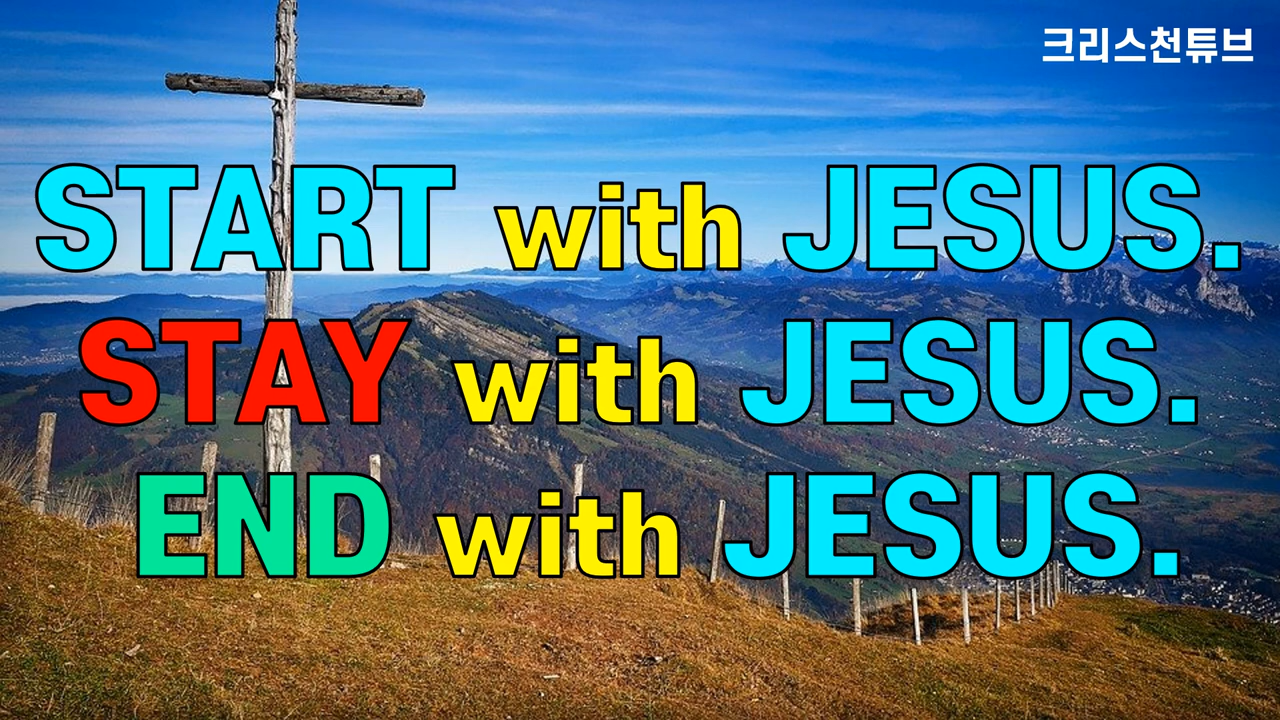 크리스천튜브
START with JESUS.
STAY with JESUS.
END with JESUS.